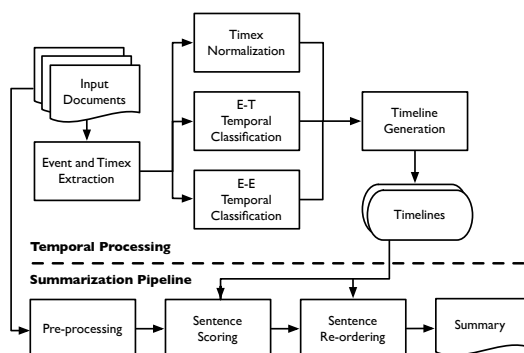 Input
Documents
Event and Timex
Extraction
Timex
Normalization
E-T
Temporal
Classification
E-E
Temporal
Classification
Timeline
Generation
Timelines
Temporal Processing
Summarization Pipeline
Pre-processing
Sentence
Scoring
Sentence
Re-ordering
Summary